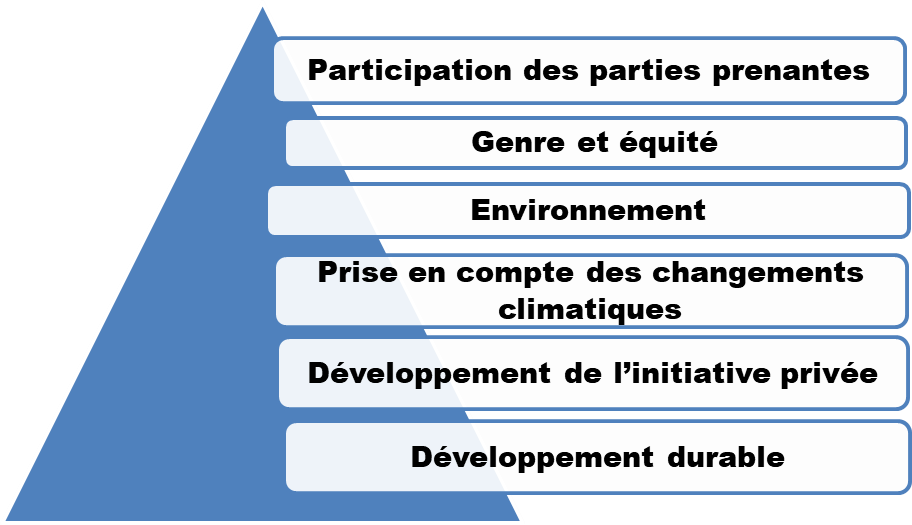 Participation des parties prenantes
Genre et équité
Environnement
Prise en compte des changements
climatiques
Développement de l’initiative privée
Développement durable